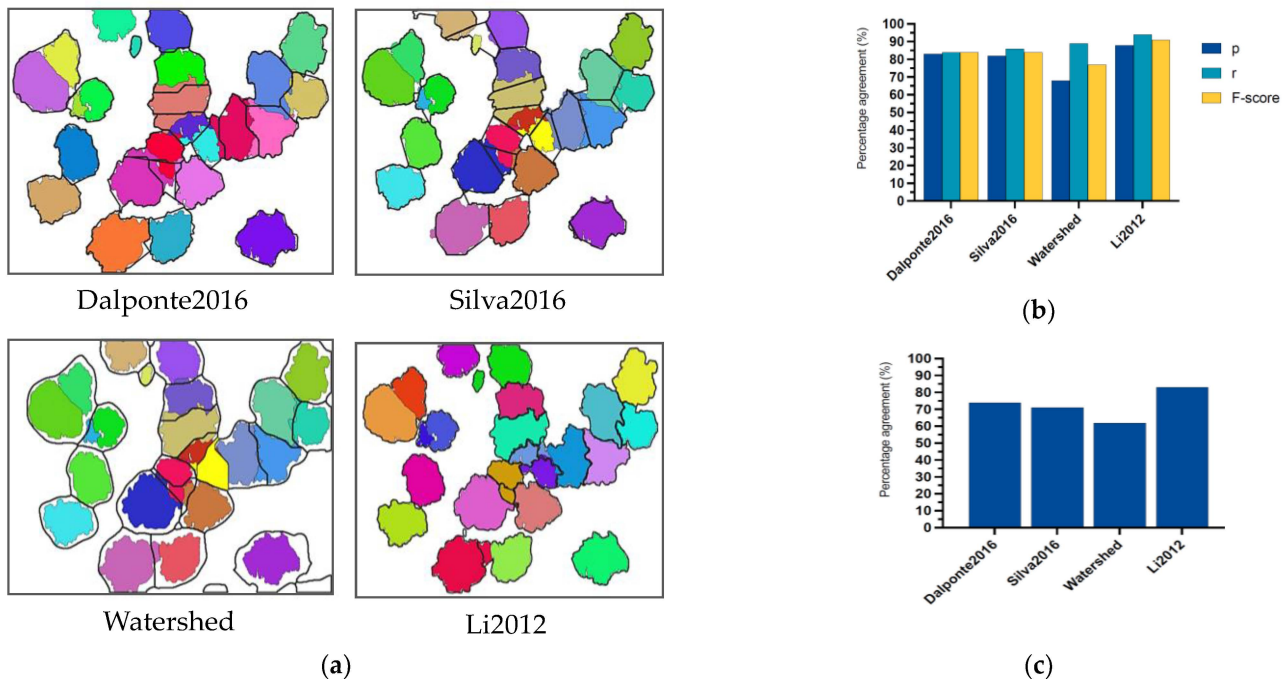 Dalponte2016
Silva2016
Watershed
Li2012
(a)
Percentage agreement (%)
100
90
80
70
60
50
40
30
20
10
0
Dalponte2016
Silva2016
Watershed
Li2012
p
r
F-score
(b)
Percentage agreement (%)
100
90
80
70
60
50
40
30
20
10
0
Dalponte2016
Silva2016
Watershed
Li2012
(c)